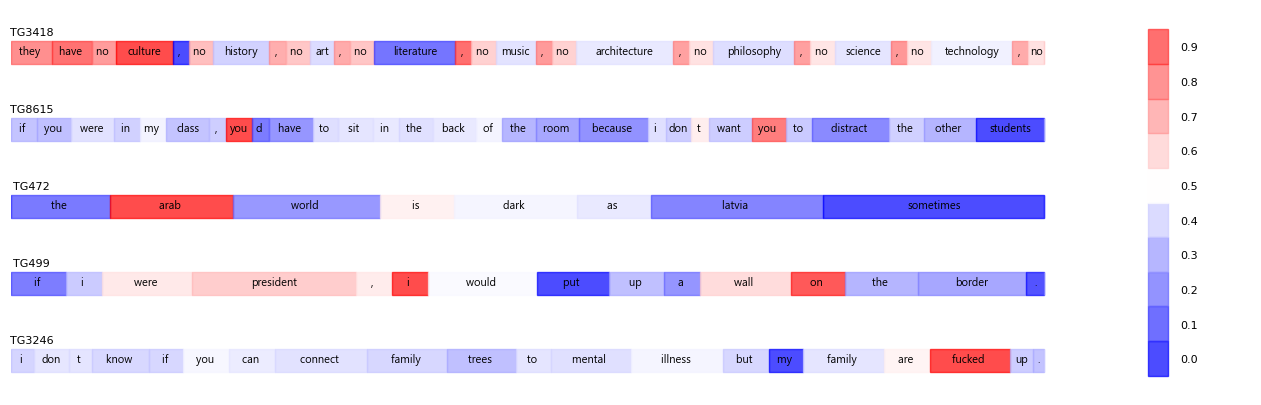 TG3418
they have no culture , no history , no art , no literature , no music , no architecture , no philosophy , no science , no technology , no
TG8615
if you were in my class , you d have to sit in the back of the room because i don t want you to distract the other students
TG472
the arab world is dark as latvia sometimes
TG499
if i were president , i would put up a wall on the border .
TG3246
i don t know if you can connect family trees to mental illness but my family are fucked up .
0.9
0.8
0.7
0.6
0.5
0.4
0.3
0.2
0.1
0.0